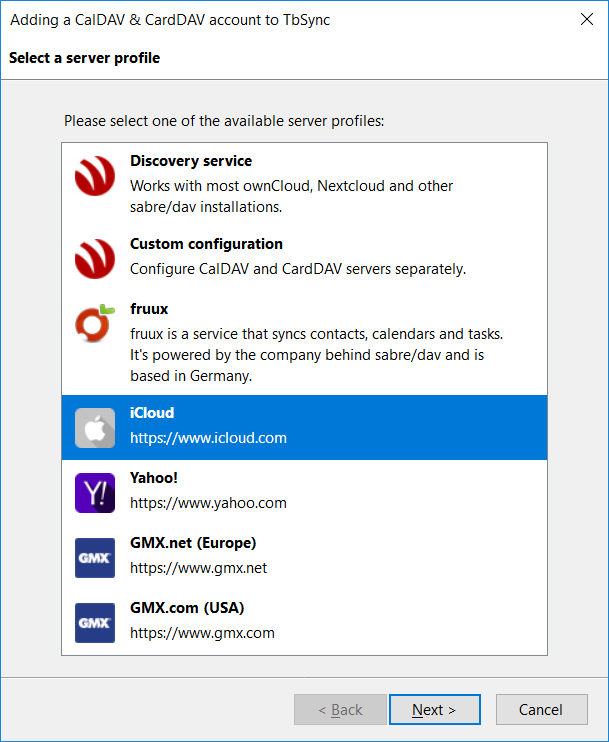 Adding a CalDAV & CardDAV account to TbSync
Select a server profile
Please select one of the available server profiles:
Discovery service
Works with most ownCloud, Nextcloud and other
sabre/dav installations.
Custom configuration
Configure CalDAV and CardDAV servers separately.
fruux
fruux is a service that syncs contacts, calendars and tasks.
It's powered by the company behind sabre/dav and is
based in Germany.
iCloud
https://www.icloud.com
Y!
Yahoo!
https://www.yahoo.com
GMX
GMX.net (Europe)
https://www.gmx.net
GMX
GMX.com (USA)
https://www.gmx.com
< Back
Next >
Cancel